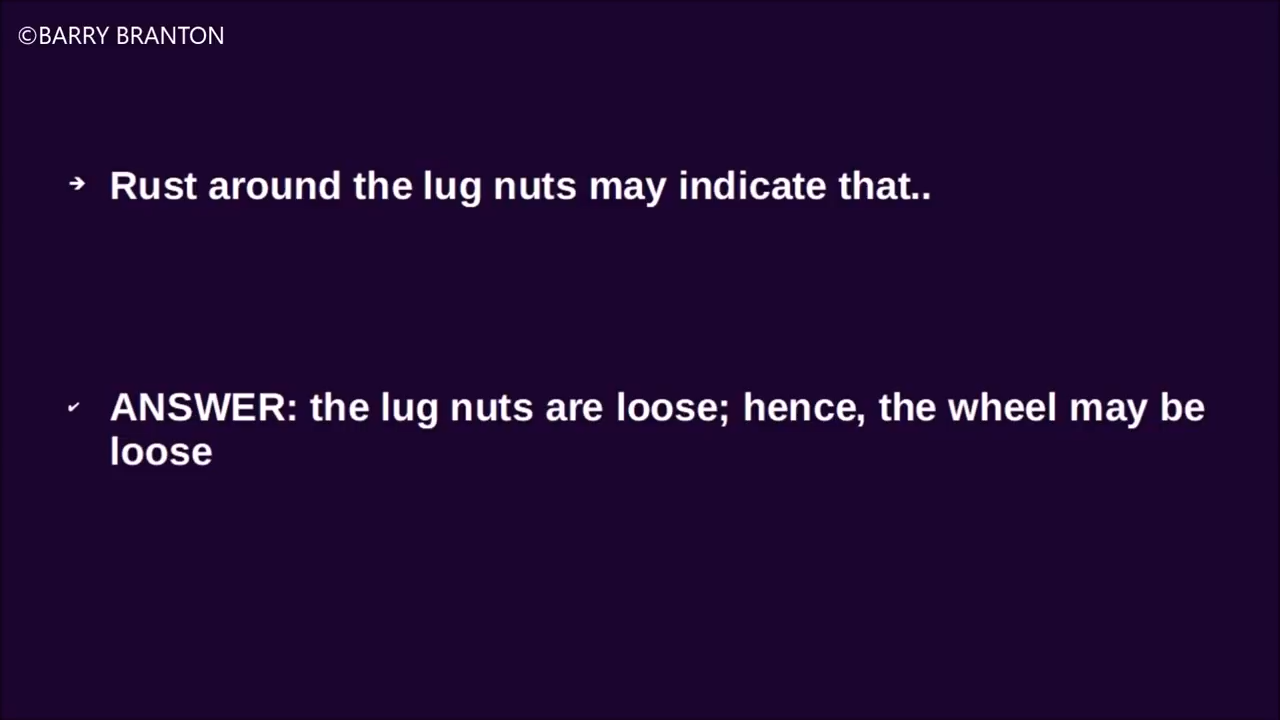 ©BARRY BRANTON
➔ Rust around the lug nuts may indicate that..
✔ ANSWER: the lug nuts are loose; hence, the wheel may be
loose